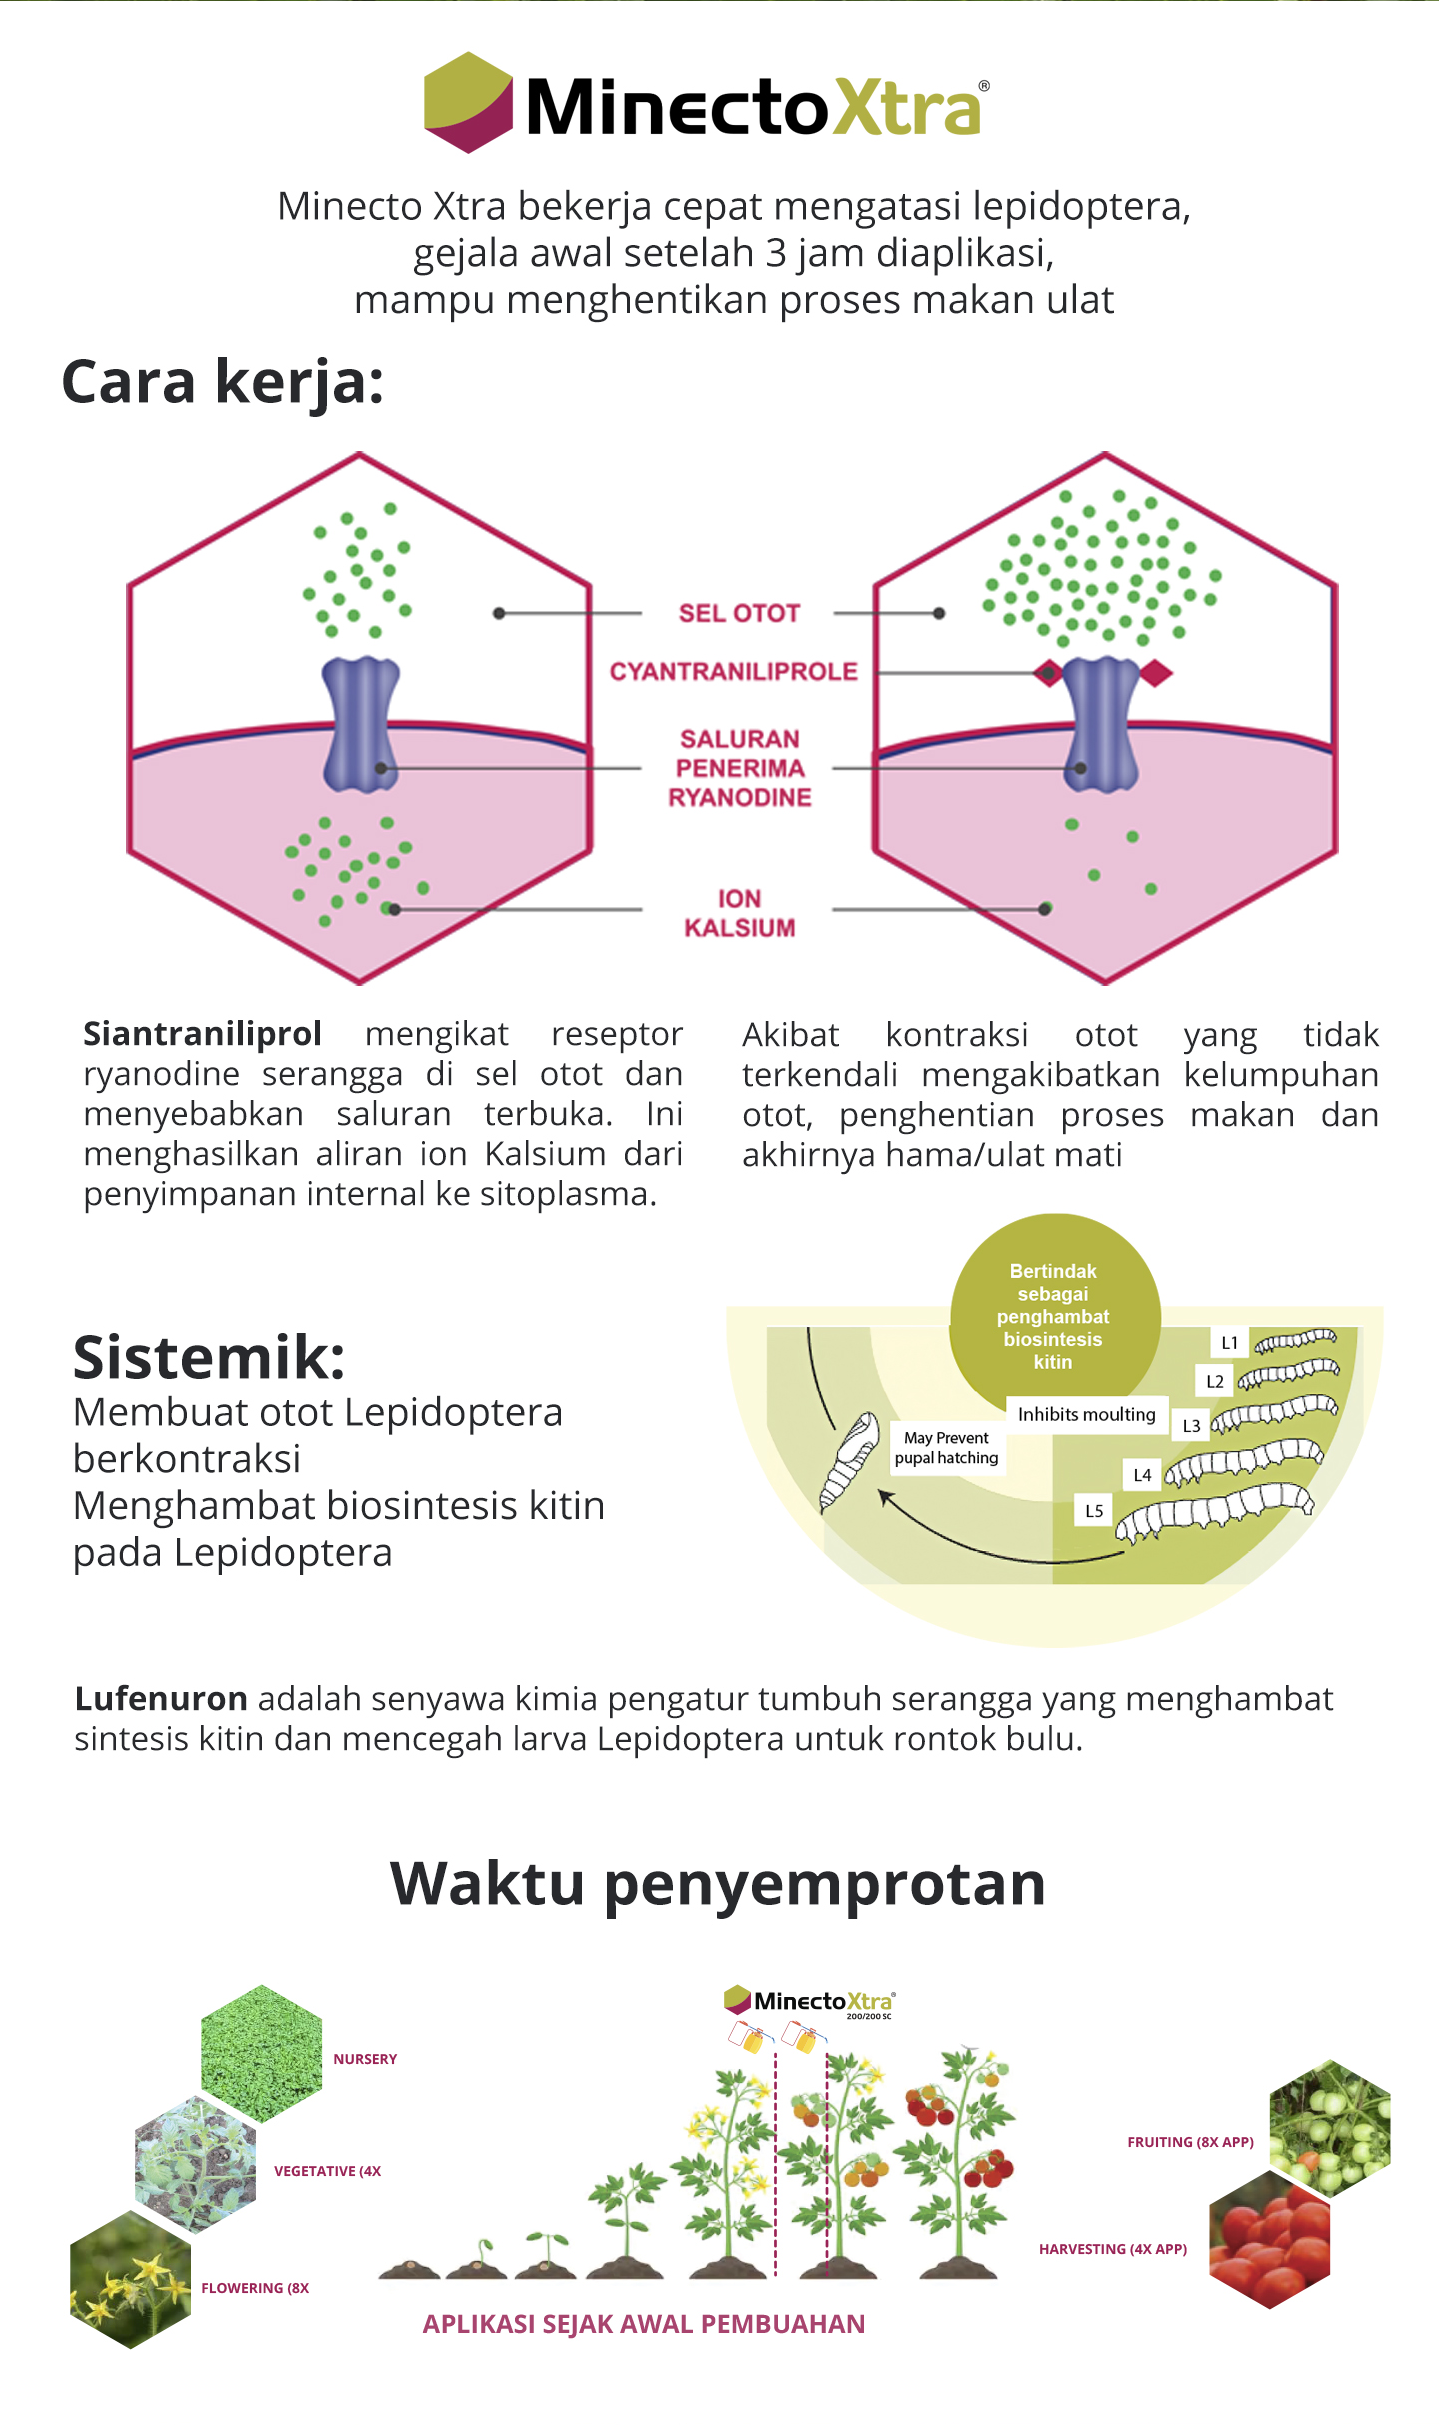 MinectoXtra®
Minecto Xtra bekerja cepat mengatasi lepidoptera,
gejala awal setelah 3 jam diaplikasi,
mampu menghentikan proses makan ulat
Cara kerja:
SEL OTOT
CYANTRANILIPROLE
SALURAN
PENERIMA
RYANODINE
ION
KALSIUM
Siantraniliprol mengikat reseptor
ryanodine serangga di sel otot dan
menyebabkan saluran terbuka. Ini
menghasilkan aliran ion Kalsium dari
penyimpanan internal ke sitoplasma.
Akibat kontraksi otot yang tidak
terkendali mengakibatkan kelumpuhan
otot, penghentian proses makan dan
akhirnya hama/ulat mati
Sistemik:
Membuat otot Lepidoptera
berkontraksi
Menghambat biosintesis kitin
pada Lepidoptera
Bertindak
sebagai
penghambat
biosintesis
kitin
L1
L2
Inhibits moulting
L3
May Prevent
pupal hatching
L4
L5
Lufenuron adalah senyawa kimia pengatur tumbuh serangga yang menghambat
sintesis kitin dan mencegah larva Lepidoptera untuk rontok bulu.
Waktu penyemprotan
MinectoXtra®
200/200 SC
NURSERY
VEGETATIVE (4X
FLOWERING (8X
FRUITING (8X APP)
HARVESTING (4X APP)
APLIKASI SEJAK AWAL PEMBUAHAN